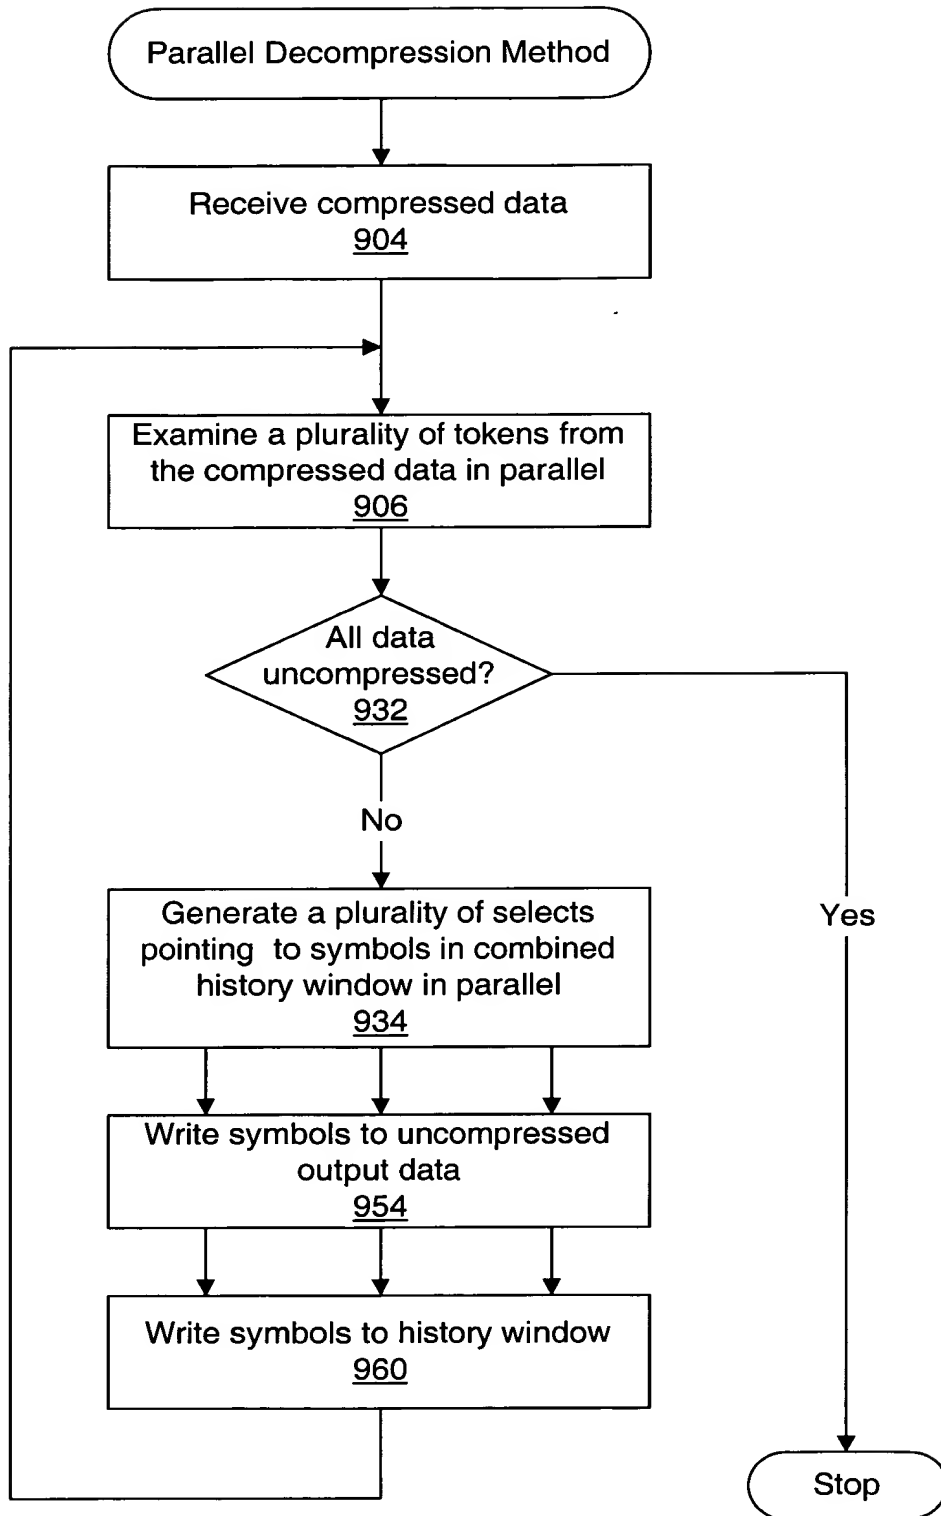 Parallel Decompression Method
Receive compressed data
904
Examine a plurality of tokens from
the compressed data in parallel
906
All data
uncompressed?
932
No
Yes
Generate a plurality of selects
pointing to symbols in combined
history window in parallel
934
Write symbols to uncompressed
output data
954
Write symbols to history window
960
Stop